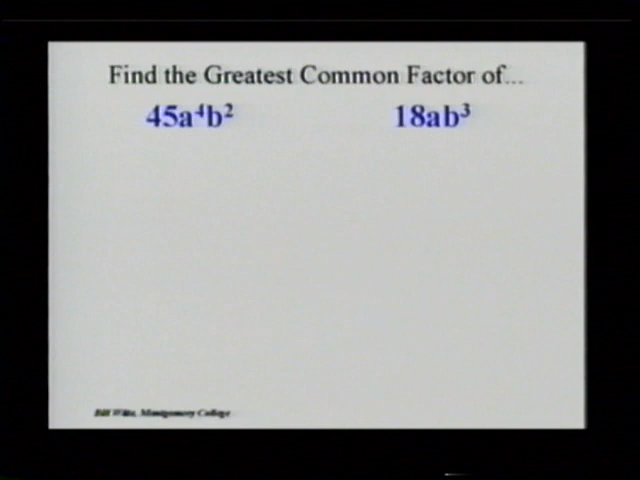 Find the Greatest Common Factor of...
45a⁴b² 18ab³
Bill Witte, Montgomery College